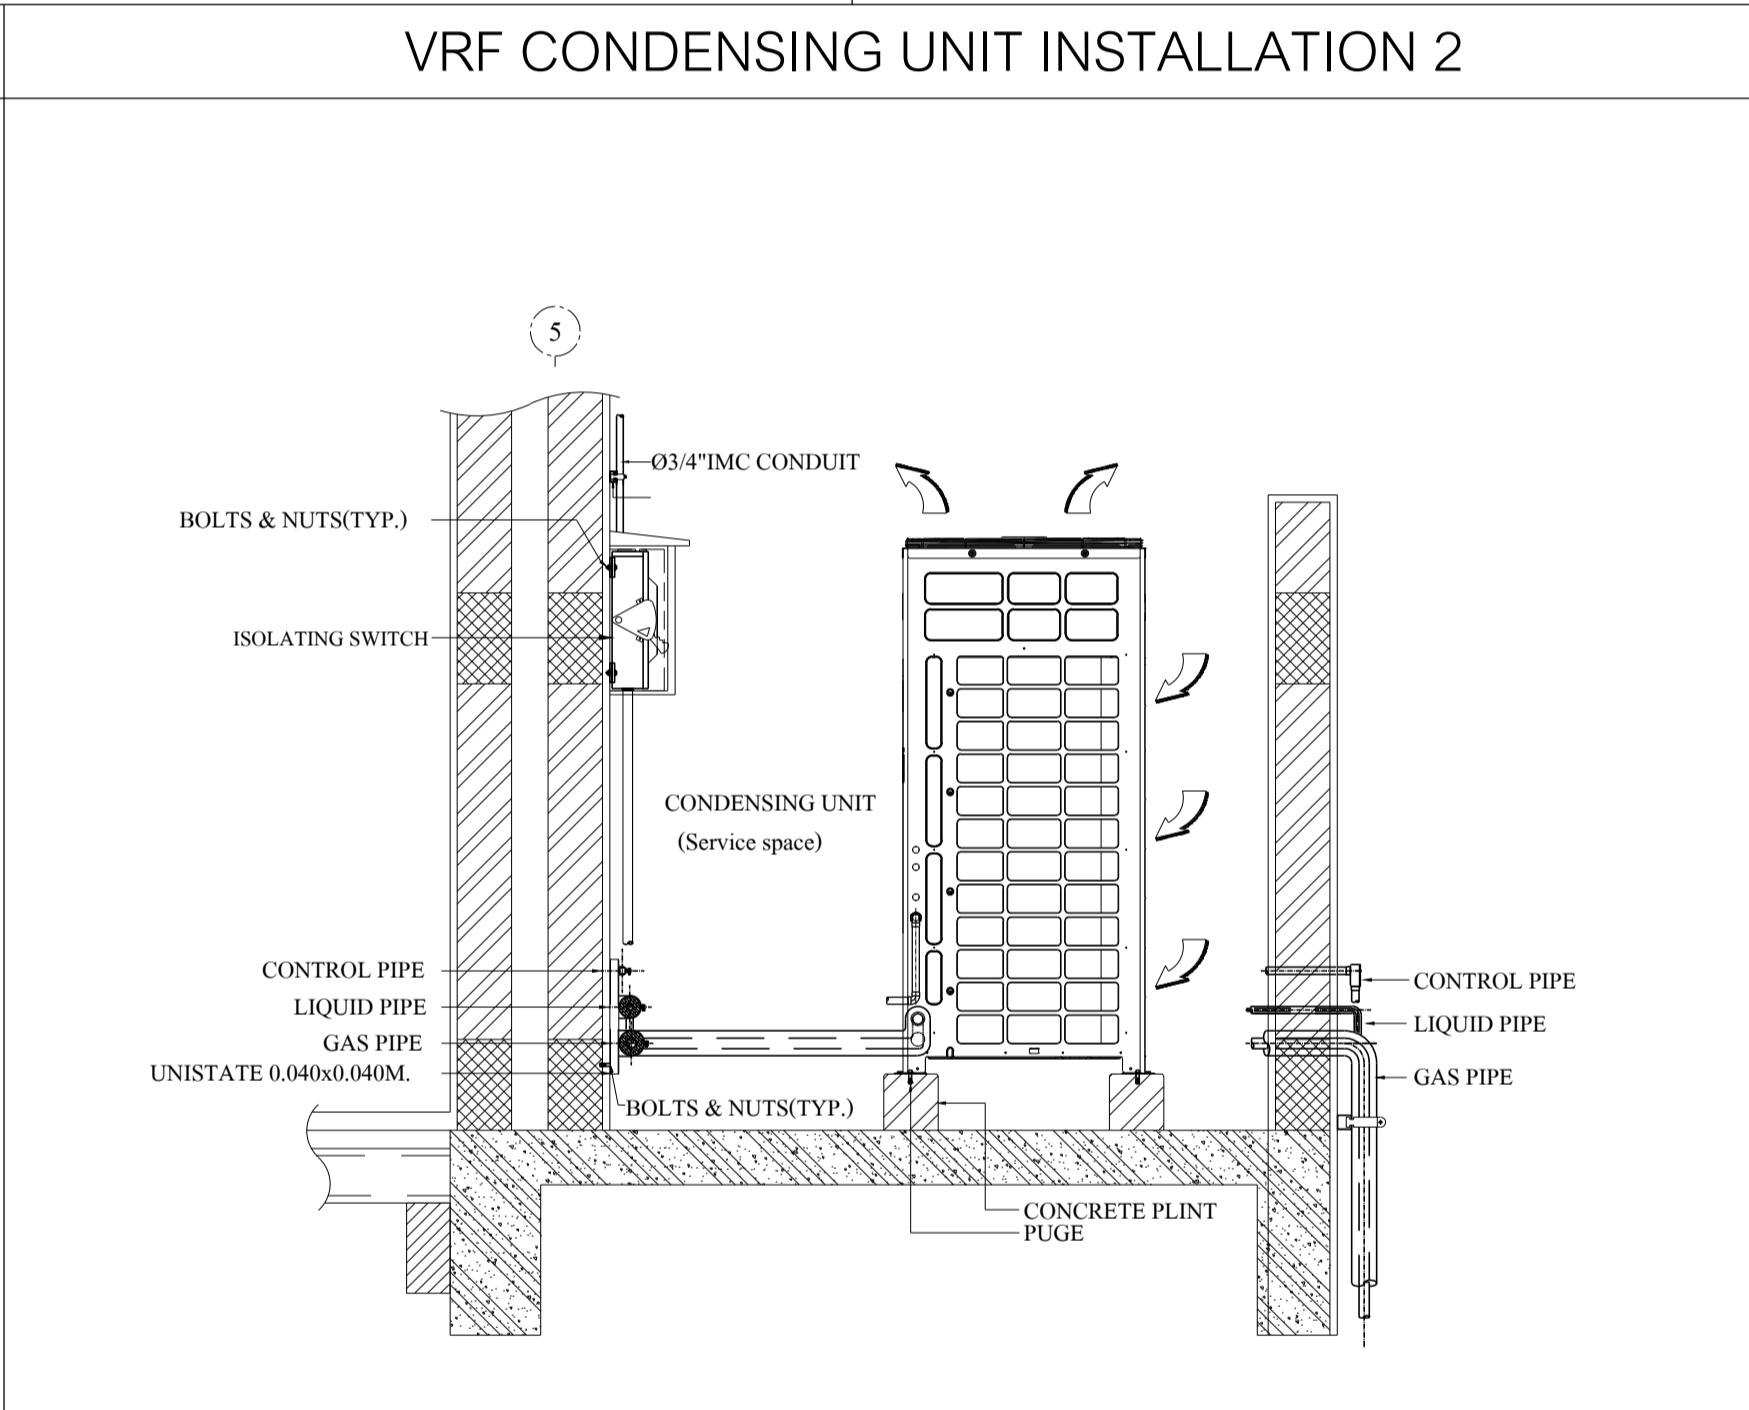 VRF CONDENSING UNIT INSTALLATION 2
5
Ø3/4"IMC CONDUIT
BOLTS & NUTS(TYP.)
ISOLATING SWITCH
CONDENSING UNIT
(Service space)
CONTROL PIPE
LIQUID PIPE
GAS PIPE
UNISTATE 0.040x0.040M.
BOLTS & NUTS(TYP.)
CONTROL PIPE
LIQUID PIPE
GAS PIPE
CONCRETE PLINT
PUGE